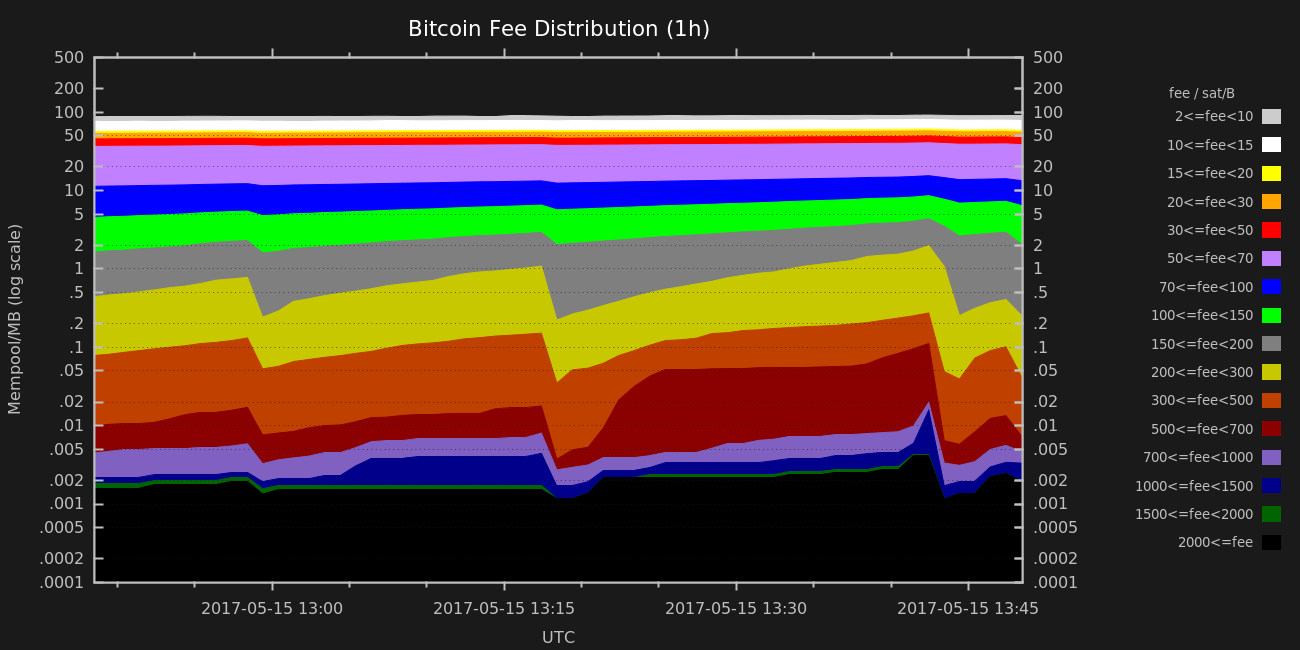 Bitcoin Fee Distribution (1h)
Mempool/MB (log scale)
500
200
100
50
20
10
5
2
1
.5
.2
.1
.05
.02
.01
.005
.002
.001
.0005
.0002
.0001
500
200
100
50
20
10
5
2
1
.5
.2
.1
.05
.02
.01
.005
.002
.001
.0005
.0002
.0001
fee / sat/B
2<=fee<10
10<=fee<15
15<=fee<20
20<=fee<30
30<=fee<50
50<=fee<70
70<=fee<100
100<=fee<150
150<=fee<200
200<=fee<300
300<=fee<500
500<=fee<700
700<=fee<1000
1000<=fee<1500
1500<=fee<2000
2000<=fee
2017-05-15 13:00 2017-05-15 13:15 2017-05-15 13:30 2017-05-15 13:45
UTC